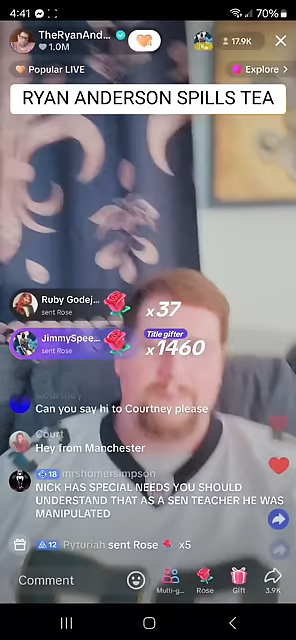 4:41
70%
TheRyanAnd...
1.0M
17.9K
Popular LIVE
Explore >
RYAN ANDERSON SPILLS TEA
Ruby Godej...
sent Rose
x37
JimmySpee...
sent Rose
Title gifter
x1460
Courtney
Can you say hi to Courtney please
Court
Hey from Manchester
18 mrshomersimpson
NICK HAS SPECIAL NEEDS YOU SHOULD
UNDERSTAND THAT AS A SEN TEACHER HE WAS
MANIPULATED
12 Pyturiah sent Rose x5
Comment
Multi-g...
Rose
Gift
3.9K